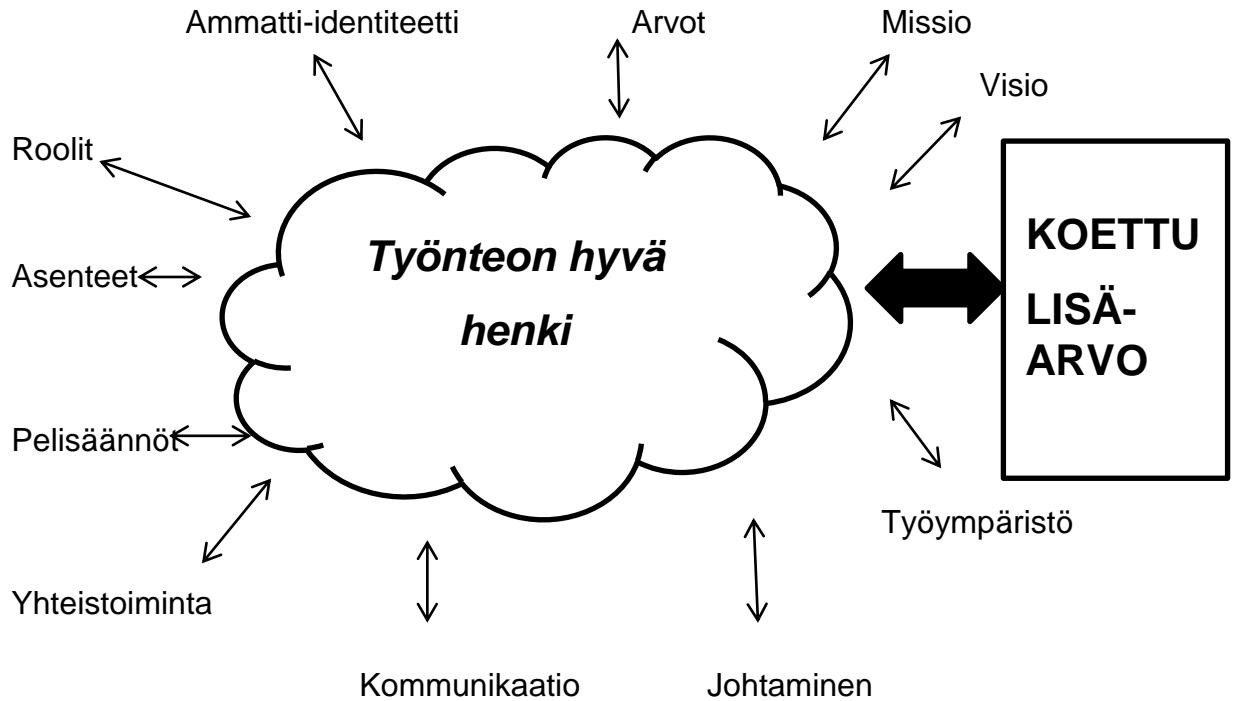 Ammatti-identiteetti
Arvot
Missio
Visio
Roolit
Asenteet
Pelisäännöt
Yhteistoiminta
Kommunikaatio
Johtaminen
Työympäristö
Työnteon hyvä
henki
KOETTU
LISÄ-
ARVO